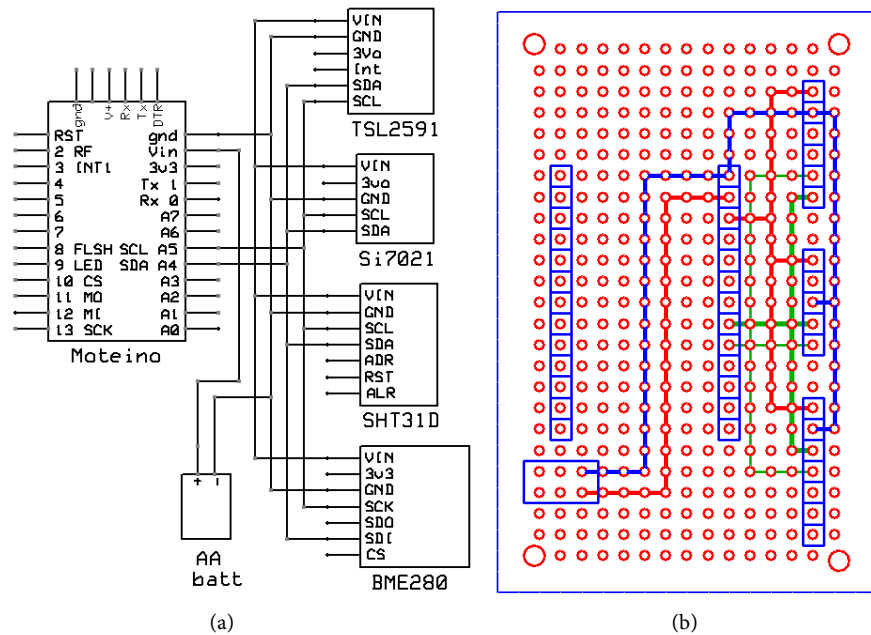 gnd V+ Rx Tx DTR
RST gnd
2 RF Vin
3 INT1 3v3
4 Tx 1
5 Rx 0
6 A7
7 A6
8 FLSH SCL A5
9 LED SDA A4
10 CS A3
11 MO A2
12 MI A1
13 SCK A0
Moteino
VIN
GND
3Vo
Int
SDA
SCL
TSL2591
VIN
3vo
GND
SCL
SDA
Si7021
VIN
GND
SCL
SDA
ADR
RST
ALR
SHT31D
VIN
3v3
GND
SCK
SDO
SDI
CS
BME280
+ −
AA
batt
(a)
(b)